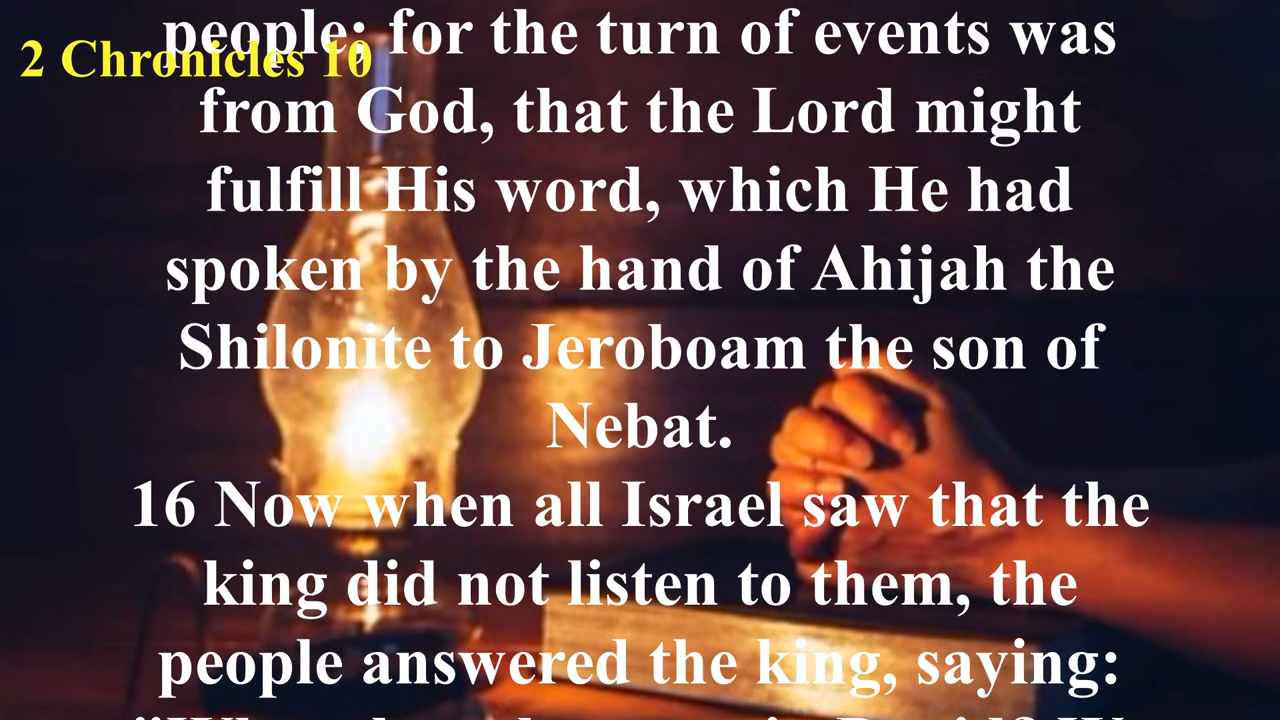 2 Chronicles 10
people; for the turn of events was
from God, that the Lord might
fulfill His word, which He had
spoken by the hand of Ahijah the
Shilonite to Jeroboam the son of
Nebat.
16 Now when all Israel saw that the
king did not listen to them, the
people answered the king, saying: